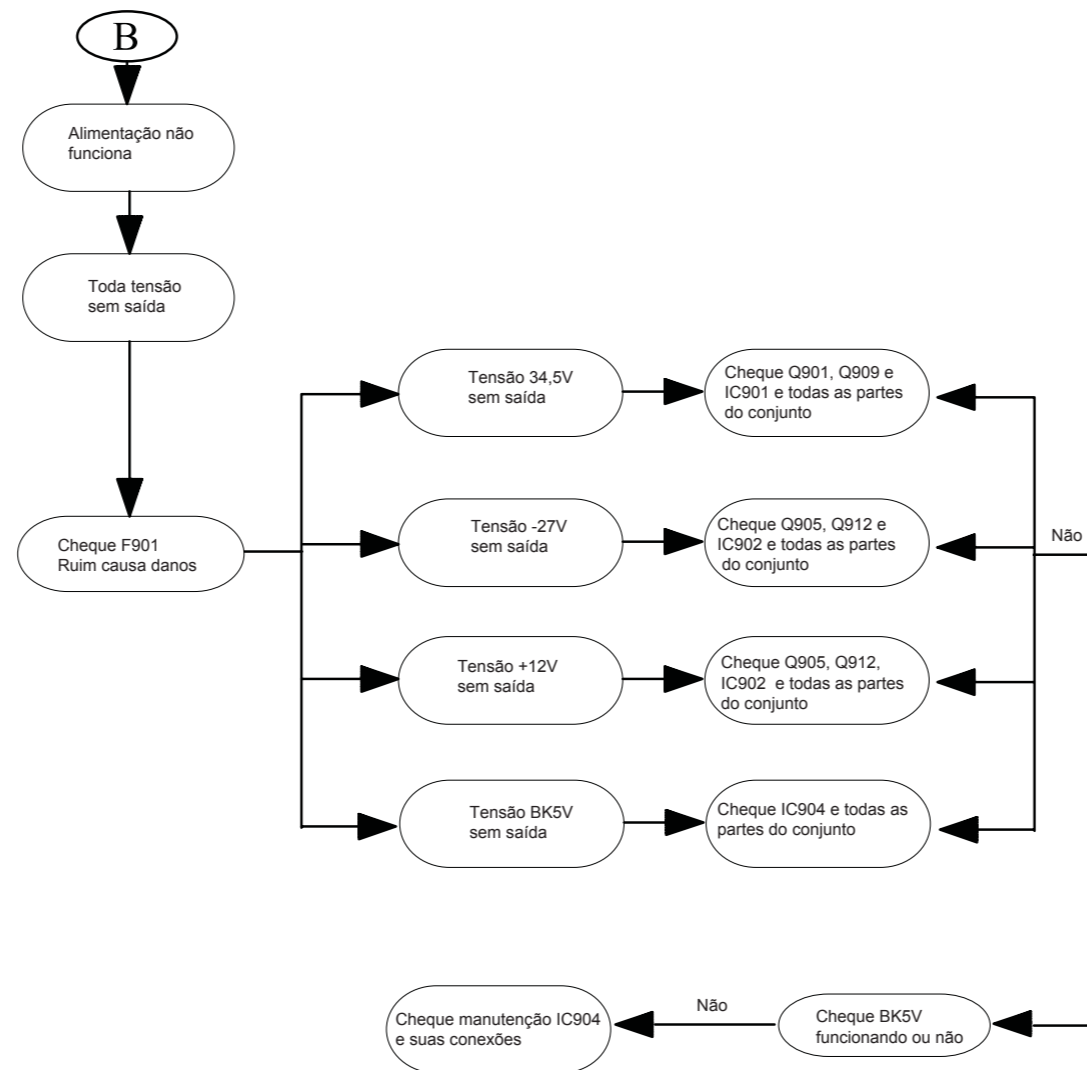 B
Alimentação não
funciona
Toda tensão
sem saída
Cheque F901
Ruim causa danos
Tensão 34,5V
sem saída
Cheque Q901, Q909 e
IC901 e todas as partes
do conjunto
Tensão -27V
sem saída
Cheque Q905, Q912 e
IC902 e todas as partes
do conjunto
Não
Tensão +12V
sem saída
Cheque Q905, Q912,
IC902 e todas as partes
do conjunto
Tensão BK5V
sem saída
Cheque IC904 e todas as
partes do conjunto
Cheque manutenção IC904
e suas conexões
Não
Cheque BK5V
funcionando ou não